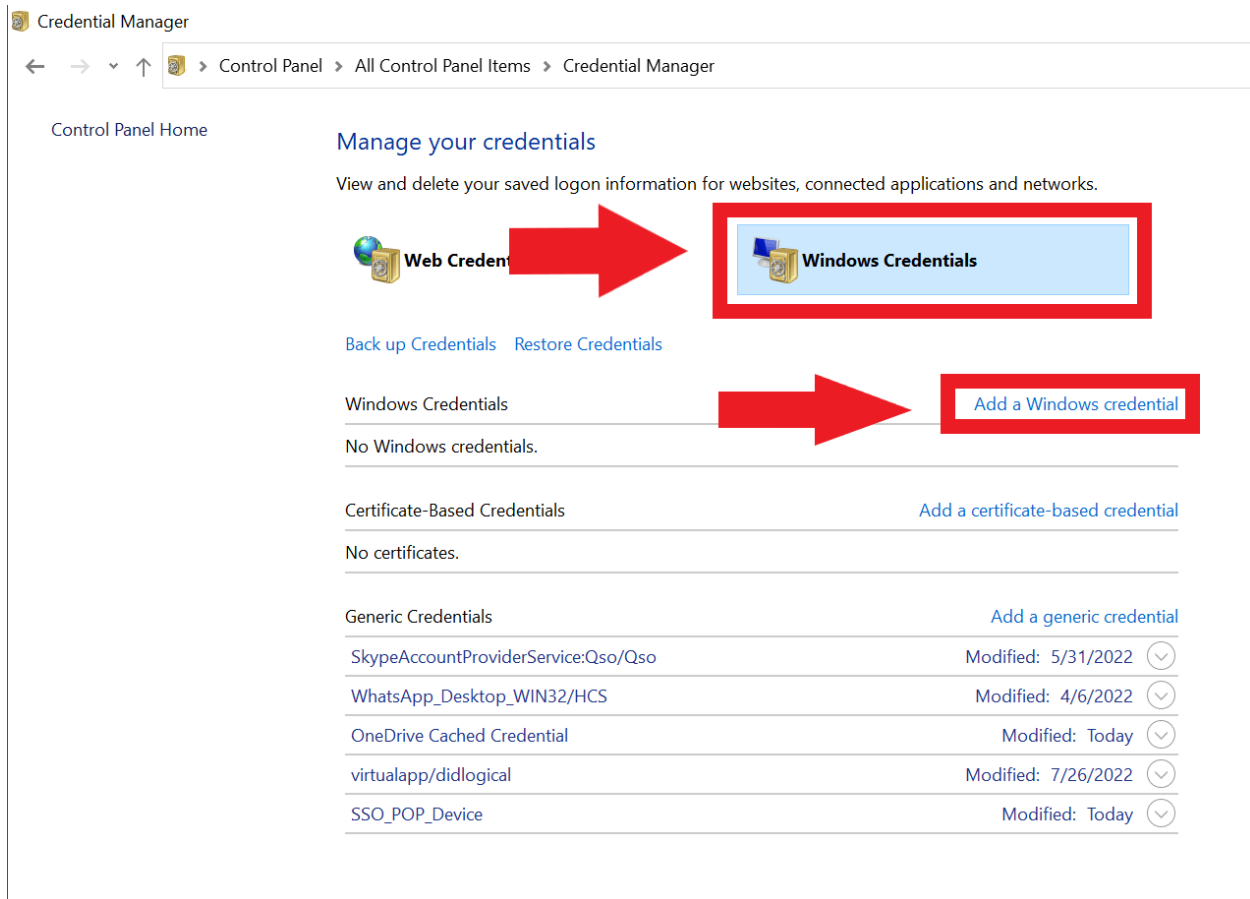 Credential Manager
Control Panel > All Control Panel Items > Credential Manager
Control Panel Home
Manage your credentials
View and delete your saved logon information for websites, connected applications and networks.
Web Windows Credentials
Back up Credentials Restore Credentials
Windows Credentials Add a Windows credential
No Windows credentials.
Certificate-Based Credentials Add a certificate-based credential
No certificates.
Generic Credentials Add a generic credential
SkypeAccountProviderService:Qso/Qso Modified: 5/31/2022
WhatsApp_Desktop_WIN32/HCS Modified: 4/6/2022
OneDrive Cached Credential Modified: Today
virtualapp/didlogical Modified: 7/26/2022
SSO_POP_Device Modified: Today